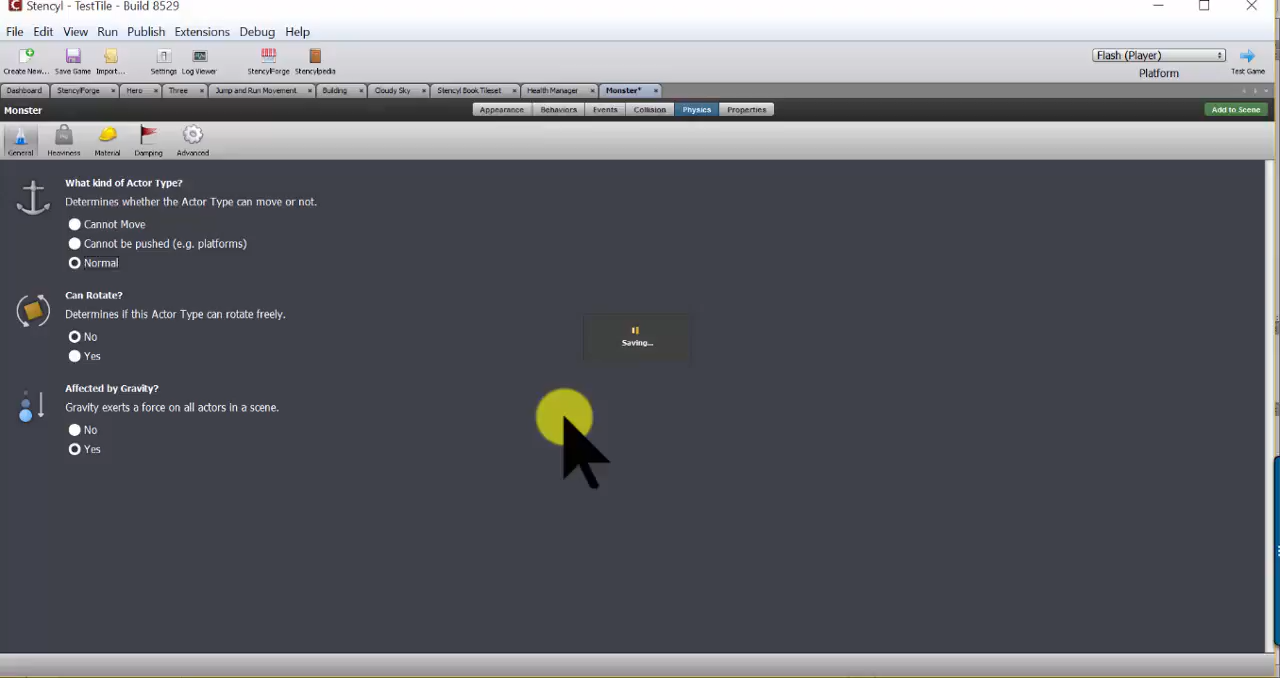 Stencyl - TestTile - Build 8529
File Edit View Run Publish Extensions Debug Help
Create New... Save Game Import... Settings Log Viewer StencylForge Stencylpedia
Flash (Player)
Platform
Test Game
Dashboard StencylForge Hero Three Jump and Run Movement Building Cloudy Sky Stencyl Book Tileset Health Manager Monster*
Monster
Appearance Behaviors Events Collision Physics Properties
Add to Scene
General Heaviness Material Damping Advanced
What kind of Actor Type?
Determines whether the Actor Type can move or not.
Cannot Move
Cannot be pushed (e.g. platforms)
Normal
Can Rotate?
Determines if this Actor Type can rotate freely.
No
Yes
Saving...
Affected by Gravity?
Gravity exerts a force on all actors in a scene.
No
Yes